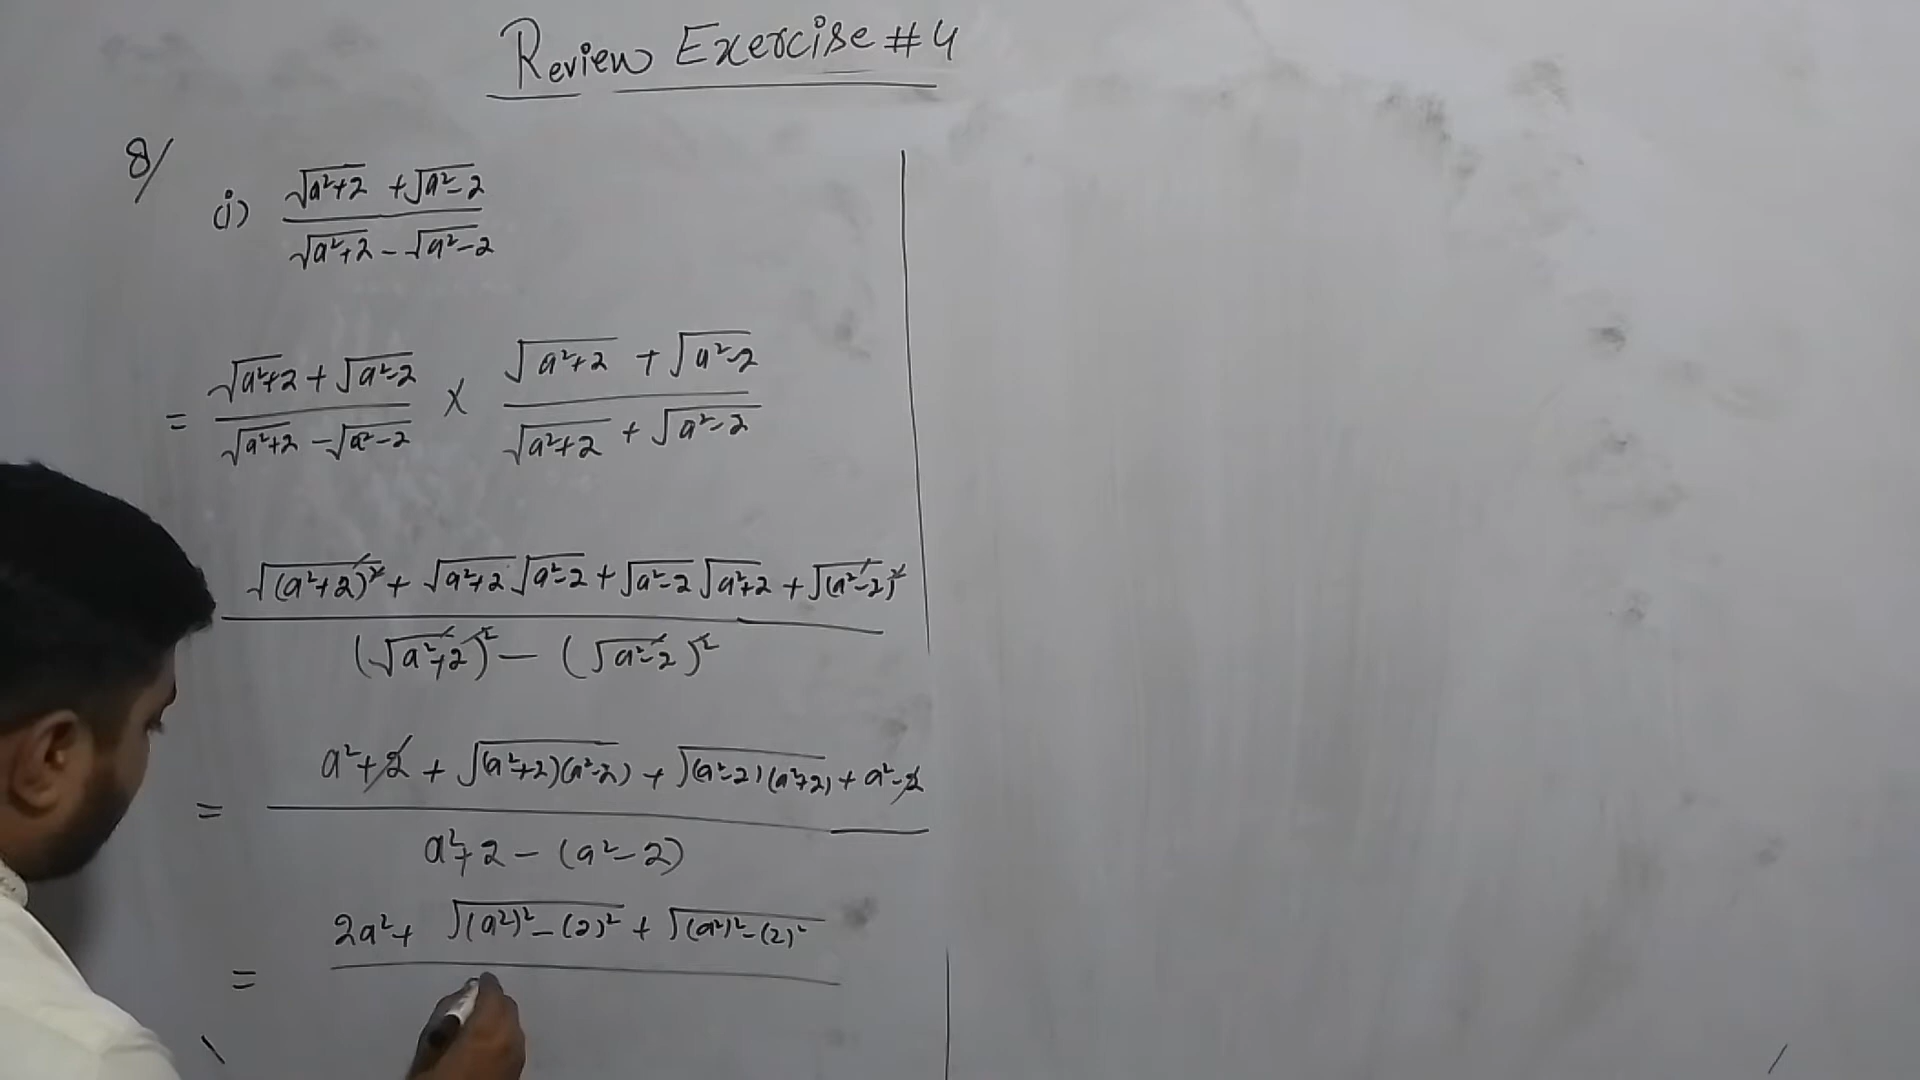 Review Exercise #4
8/
(i) (√(a²+2) + √(a²-2)) / (√(a²+2) - √(a²-2))
= (√(a²+2) + √(a²-2)) / (√(a²+2) - √(a²-2)) × (√(a²+2) + √(a²-2)) / (√(a²+2) + √(a²-2))
(√(a²+2)² + √(a²+2) √(a²-2) + √(a²-2) √(a²+2) + √(a²-2)²) / ((√(a²+2))² - (√(a²-2))²)
= (a²+2 + √((a²+2)(a²-2)) + √((a²-2)(a²+2)) + a²-2) / (a²+2 - (a²-2))
= 2a² + √((a²)² - (2)²) + √((a²)² - (2)²)